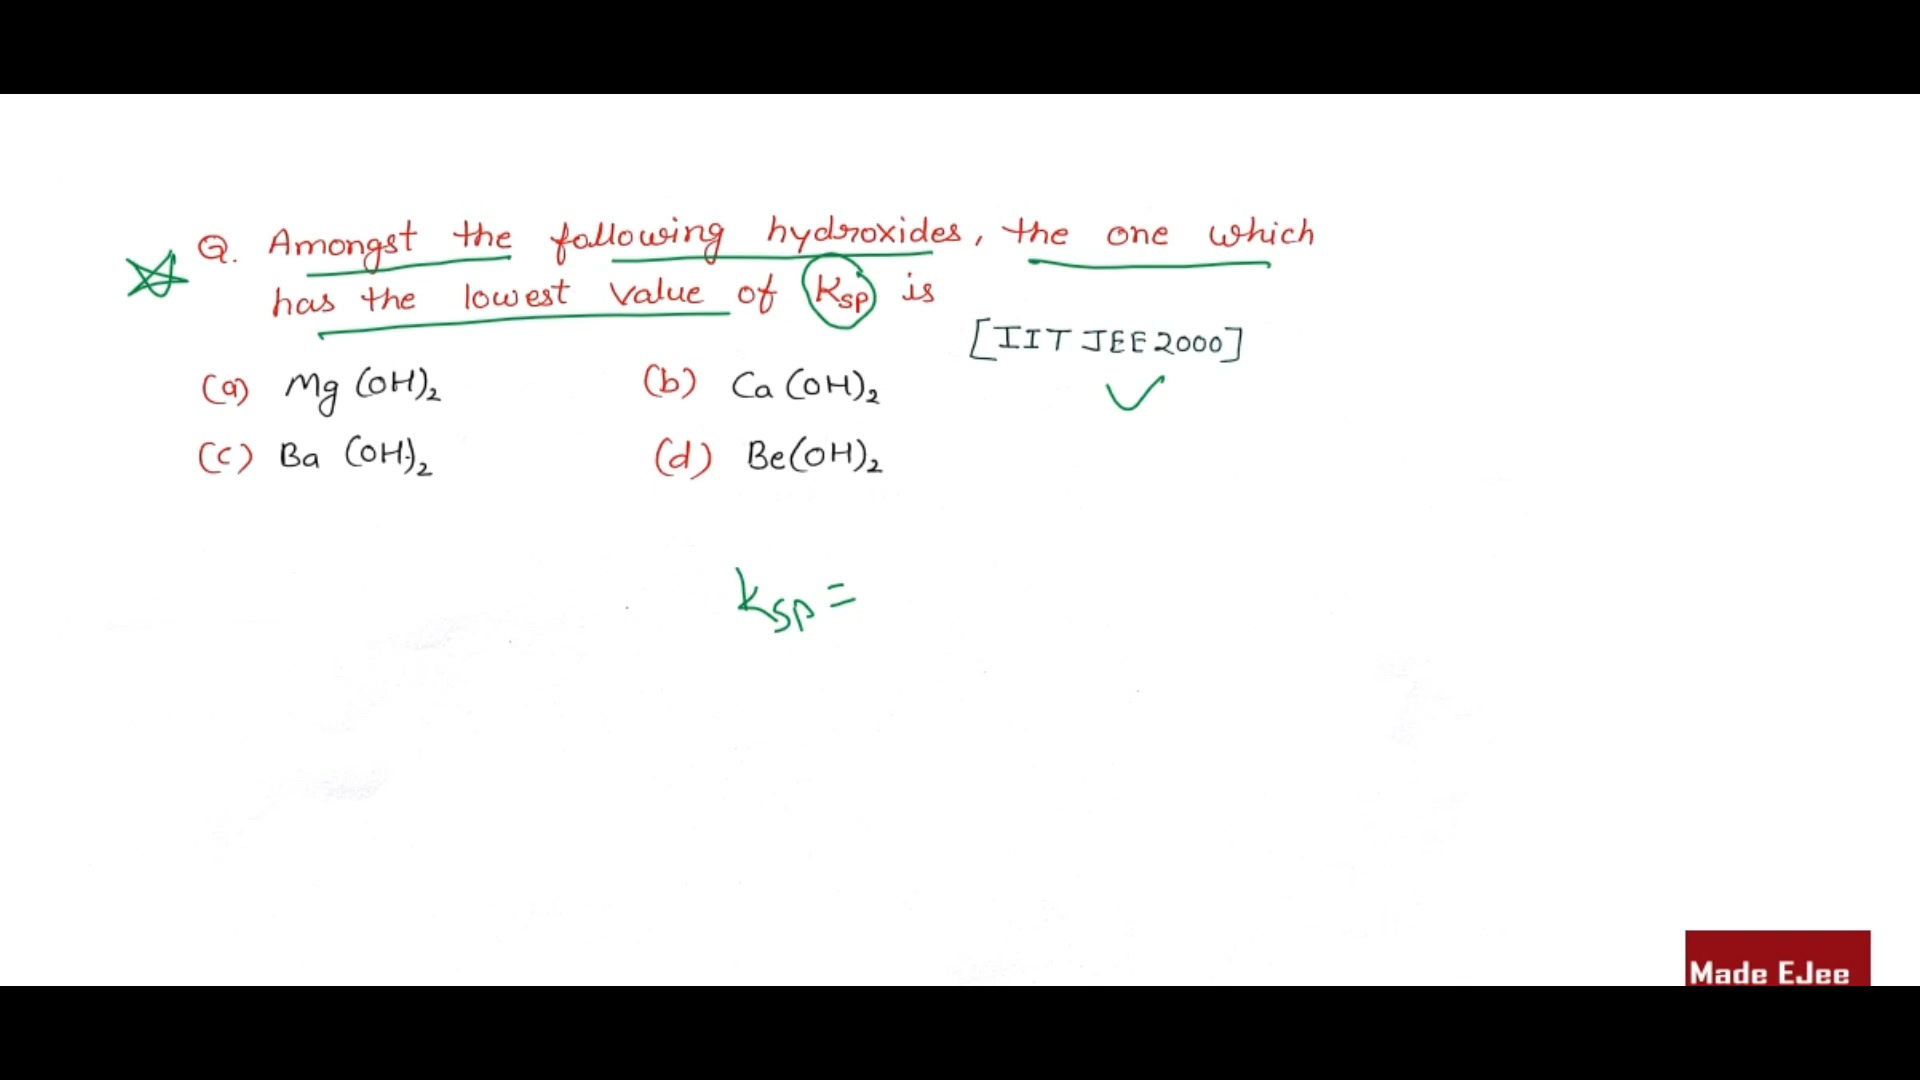 Q. Amongst the following hydroxides, the one which
has the lowest value of Ksp is
[IIT JEE 2000]
(a) Mg (OH)₂ (b) Ca (OH)₂
(c) Ba (OH)₂ (d) Be(OH)₂
Ksp =
Made EJee